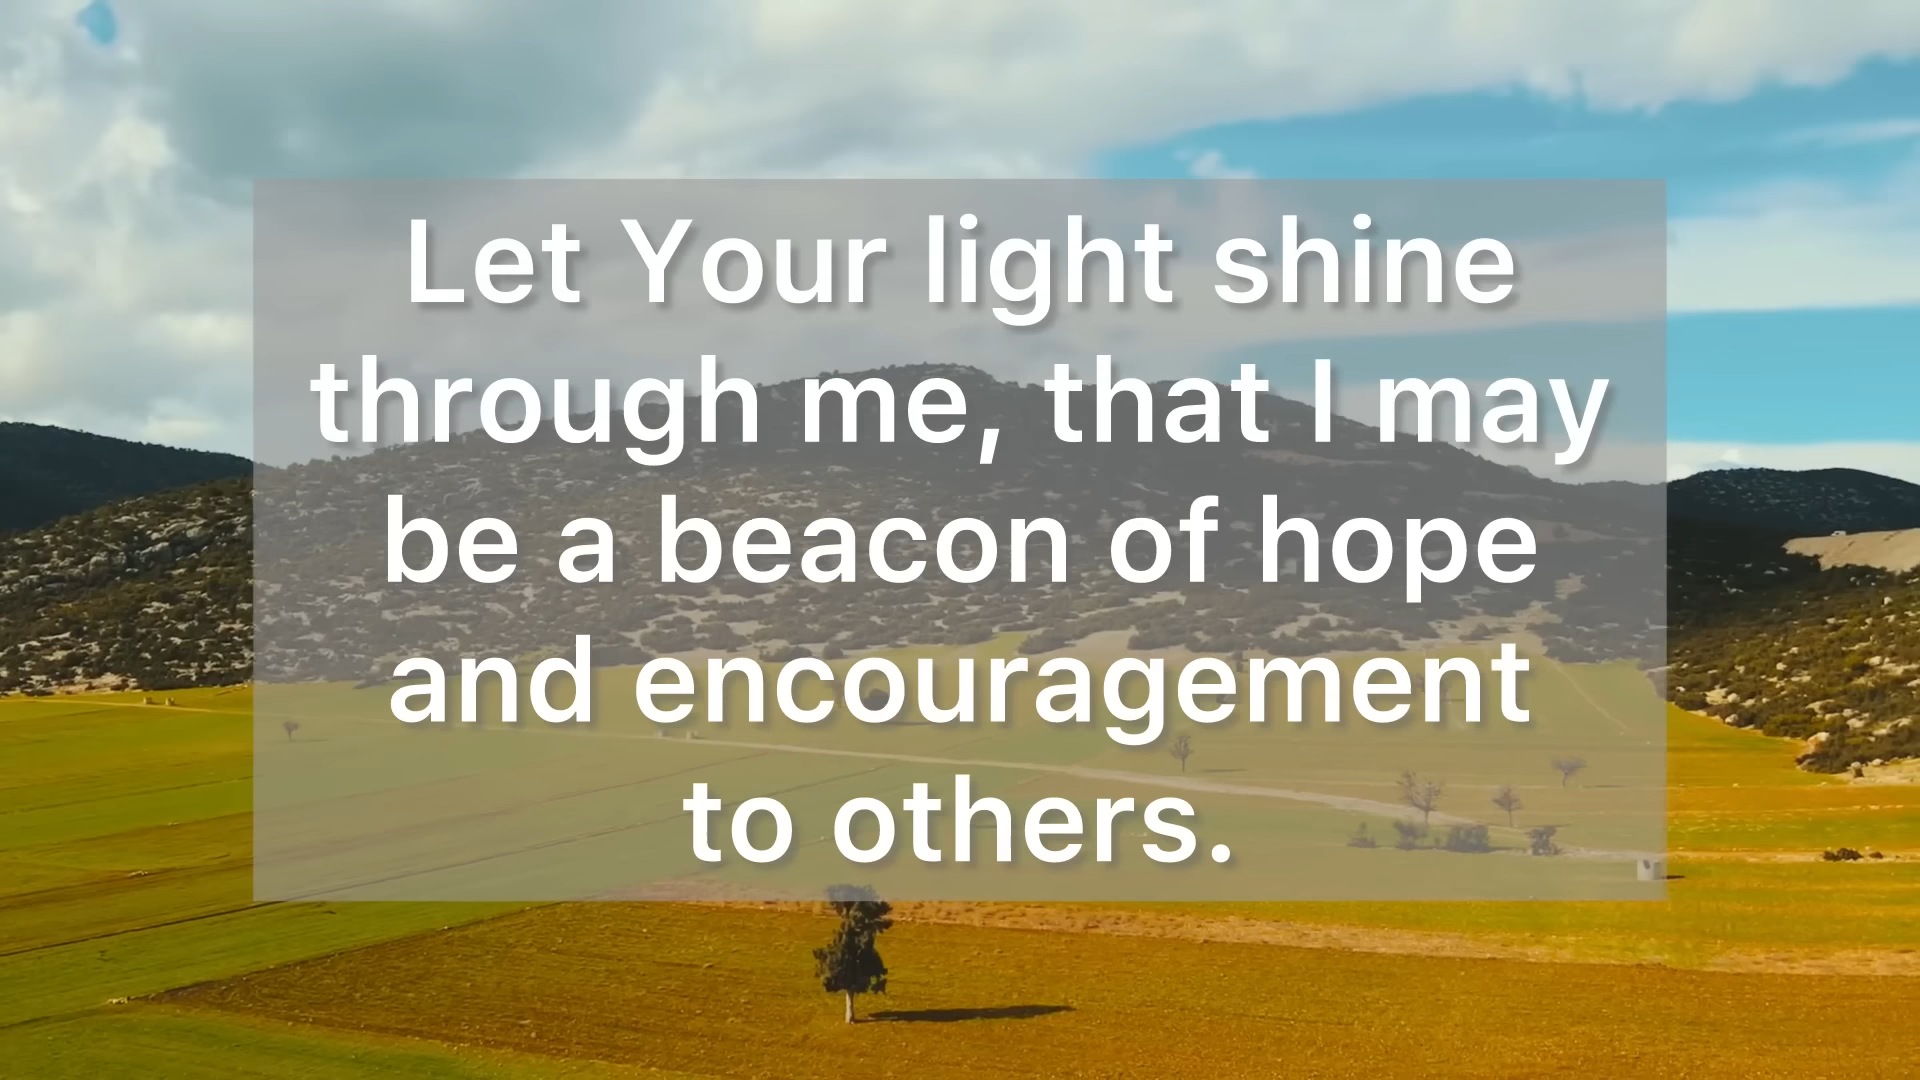 Let Your light shine
through me, that I may
be a beacon of hope
and encouragement
to others.